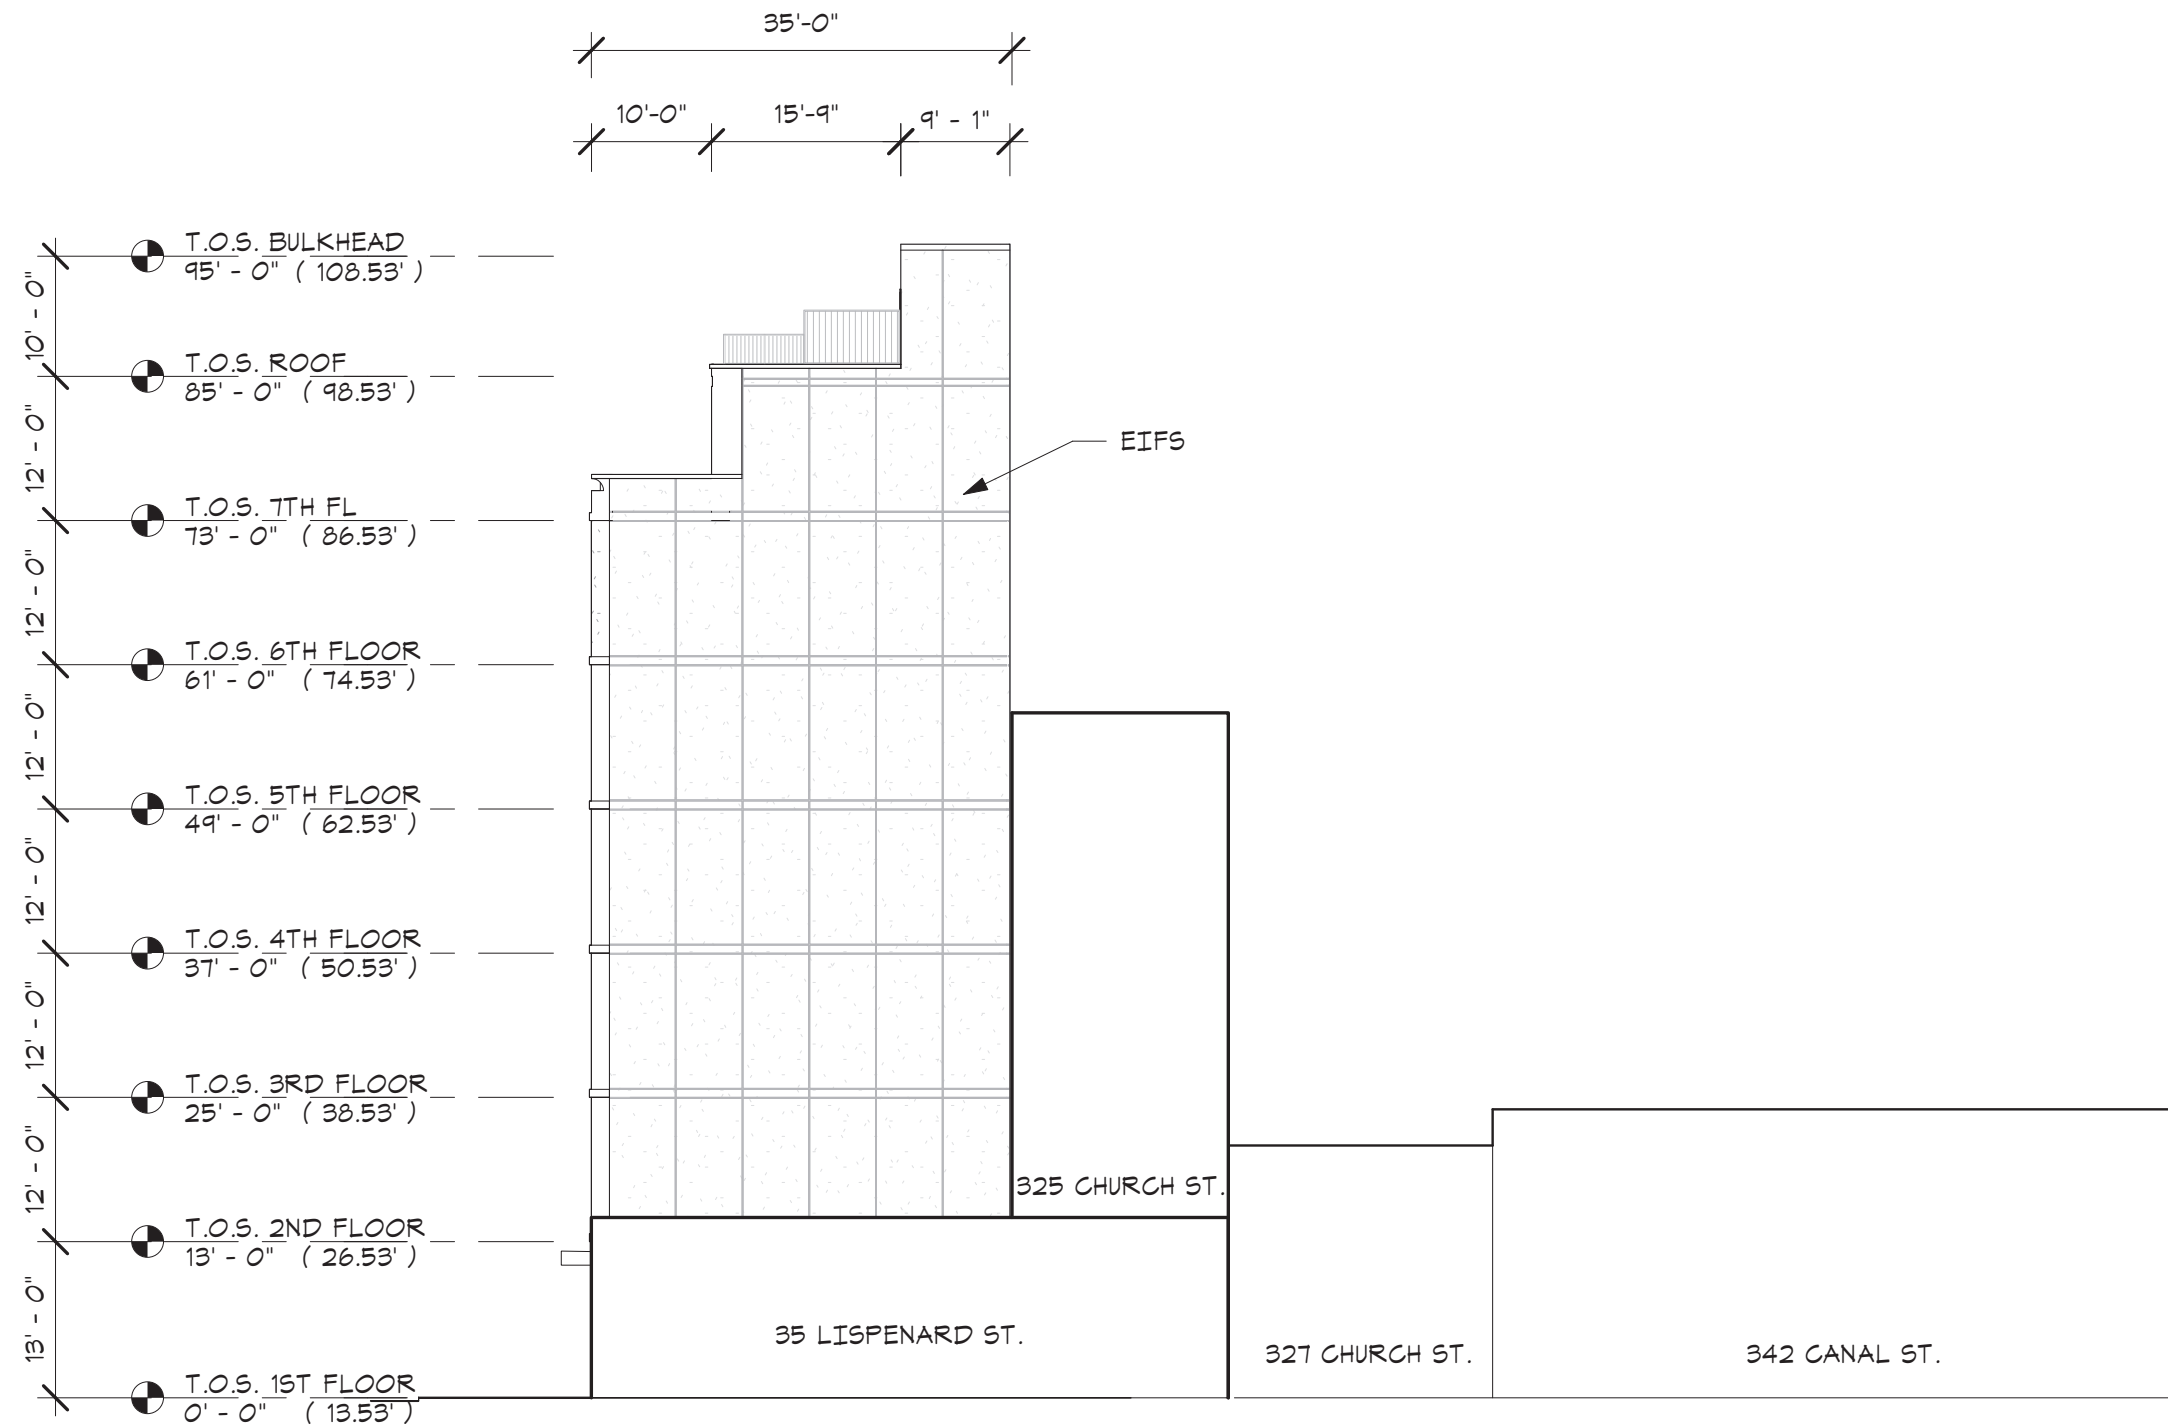 35'-0"
10'-0" 15'-9" 9' - 1"
T.O.S. BULKHEAD
95' - 0" ( 108.53' )
10' - 0"
T.O.S. ROOF
85' - 0" ( 98.53' )
12' - 0"
EIFS
T.O.S. 7TH FL
73' - 0" ( 86.53' )
12' - 0"
T.O.S. 6TH FLOOR
61' - 0" ( 74.53' )
12' - 0"
T.O.S. 5TH FLOOR
49' - 0" ( 62.53' )
12' - 0"
T.O.S. 4TH FLOOR
37' - 0" ( 50.53' )
12' - 0"
T.O.S. 3RD FLOOR
25' - 0" ( 38.53' )
12' - 0"
325 CHURCH ST.
T.O.S. 2ND FLOOR
13' - 0" ( 26.53' )
13' - 0"
35 LISPENARD ST.
327 CHURCH ST.
342 CANAL ST.
T.O.S. 1ST FLOOR
0' - 0" ( 13.53' )